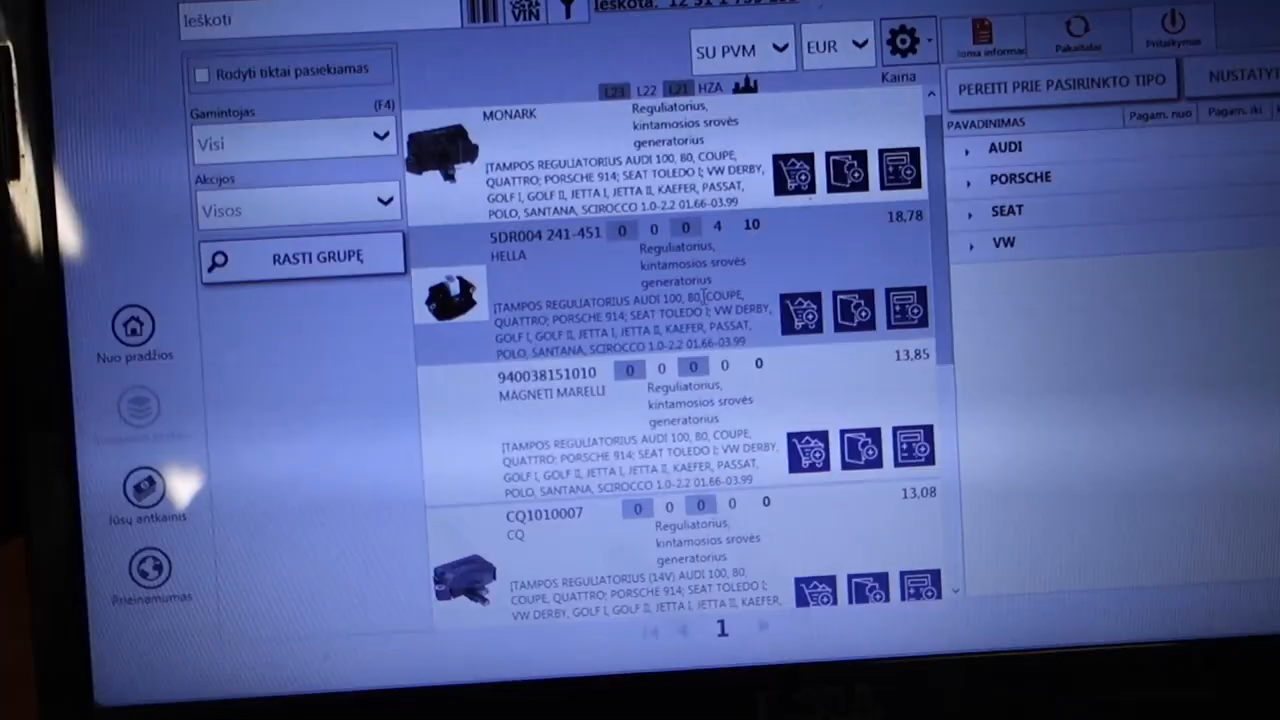 Ieškoti
VIN
Ieškota:
SU PVM
EUR
Pakaitalai
Pritaikymas
Rodyti tiktai pasiekiamas
Gamintojas (F4)
Visi
Akcijos
Visos
RASTI GRUPĘ
Nuo pradžios
Jūsų antkainis
Prieinamumas
L23 L22 L21 HZA
Kaina
MONARK
Reguliatorius,
kintamosios srovės
generatorius
ĮTAMPOS REGULIATORIUS AUDI 100, 80, COUPE,
QUATTRO; PORSCHE 914; SEAT TOLEDO I; VW DERBY,
GOLF I, GOLF II, JETTA I, JETTA II, KAEFER, PASSAT,
POLO, SANTANA, SCIROCCO 1.0-2.2 01.66-03.99
5DR004 241-451 0 0 0 4 10 18,78
HELLA
Reguliatorius,
kintamosios srovės
generatorius
ĮTAMPOS REGULIATORIUS AUDI 100, 80, COUPE,
QUATTRO; PORSCHE 914; SEAT TOLEDO I; VW DERBY,
GOLF I, GOLF II, JETTA I, JETTA II, KAEFER, PASSAT,
POLO, SANTANA, SCIROCCO 1.0-2.2 01.66-03.99
940038151010 0 0 0 0 0 13,85
MAGNETI MARELLI
Reguliatorius,
kintamosios srovės
generatorius
ĮTAMPOS REGULIATORIUS AUDI 100, 80, COUPE,
QUATTRO; PORSCHE 914; SEAT TOLEDO I; VW DERBY,
GOLF I, GOLF II, JETTA I, JETTA II, KAEFER, PASSAT,
POLO, SANTANA, SCIROCCO 1.0-2.2 01.66-03.99
CQ1010007 0 0 0 0 0 13,08
CQ
Reguliatorius,
kintamosios srovės
generatorius
ĮTAMPOS REGULIATORIUS (14V) AUDI 100, 80,
COUPE, QUATTRO; PORSCHE 914; SEAT TOLEDO I;
VW DERBY, GOLF I, GOLF II, JETTA I, JETTA II, KAEFER,
1
PEREITI PRIE PASIRINKTO TIPO
NUSTATY
PAVADINIMAS Pagam. nuo Pagam. iki
AUDI
PORSCHE
SEAT
VW